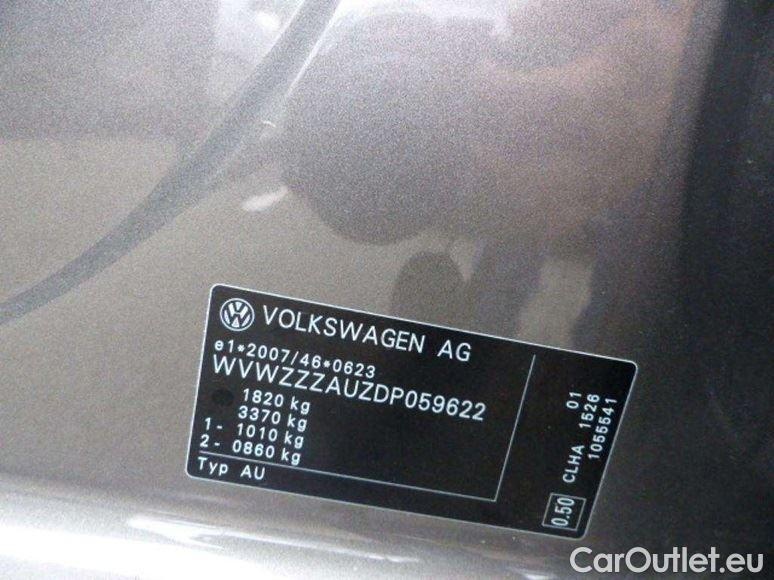 VOLKSWAGEN AG
e1*2007/46*0623
WVWZZZAUZDP059622
1820 kg
3370 kg
1- 1010 kg
2- 0860 kg
Typ AU
01
CLHA 1526
1055541
0.50
CarOutlet.eu